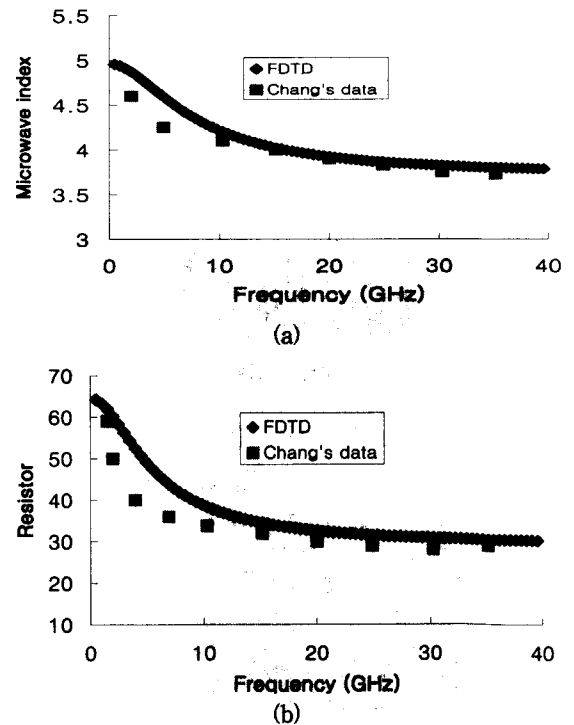 5.5
5
4.5
4
3.5
3
Microwave index
FDTD
Chang's data
0
10
20
30
40
Frequency (GHz)
(a)
70
60
50
40
30
20
10
Resistor
FDTD
Chang's data
0
10
20
30
40
Frequency (GHz)
(b)